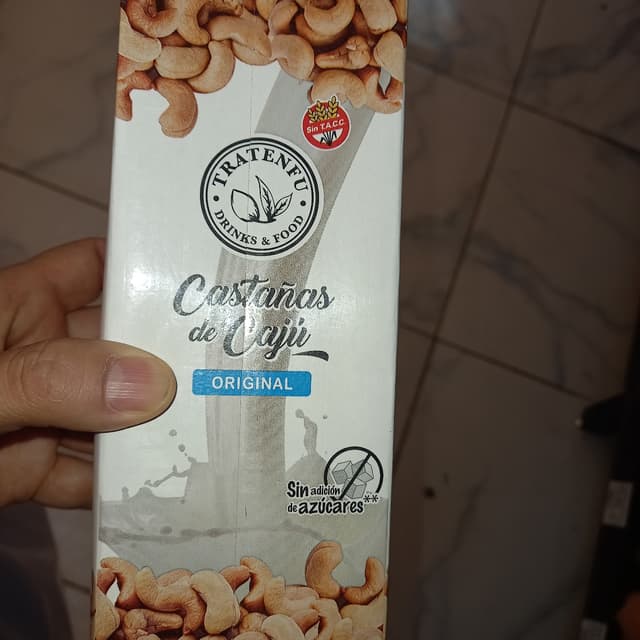 Sin T.A.C.C.
TRATENFU
DRINKS & FOOD
Castañas
de Cajú
ORIGINAL
Sin adición
de azúcares**